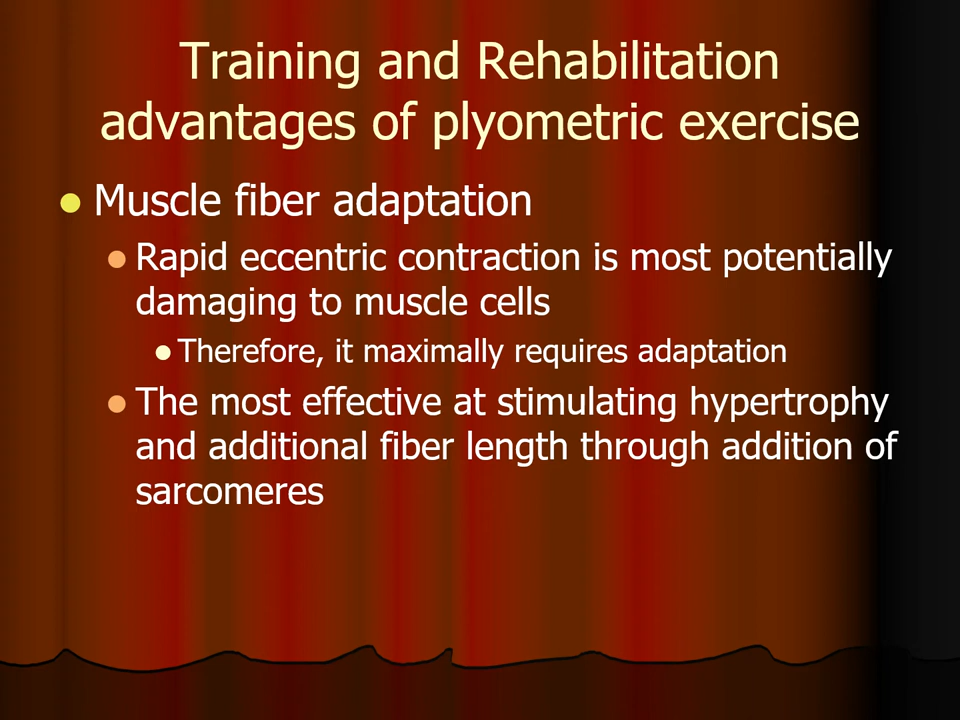 Training and Rehabilitation
advantages of plyometric exercise
Muscle fiber adaptation
Rapid eccentric contraction is most potentially
damaging to muscle cells
Therefore, it maximally requires adaptation
The most effective at stimulating hypertrophy
and additional fiber length through addition of
sarcomeres